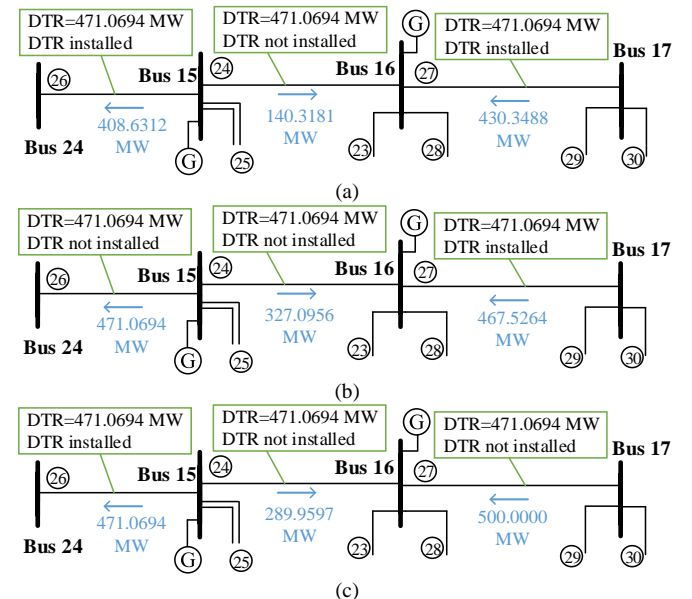 DTR=471.0694 MW
DTR installed
DTR=471.0694 MW
DTR not installed
G
DTR=471.0694 MW
DTR installed
Bus 17
26
Bus 15
24
Bus 16
27
408.6312
MW
140.3181
MW
430.3488
MW
Bus 24
G
25
23
28
29
30
(a)
DTR=471.0694 MW
DTR not installed
DTR=471.0694 MW
DTR not installed
G
DTR=471.0694 MW
DTR installed
Bus 17
26
Bus 15
24
Bus 16
27
471.0694
MW
327.0956
MW
467.5264
MW
Bus 24
G
25
23
28
29
30
(b)
DTR=471.0694 MW
DTR installed
DTR=471.0694 MW
DTR not installed
G
DTR=471.0694 MW
DTR not installed
Bus 17
26
Bus 15
24
Bus 16
27
471.0694
MW
289.9597
MW
500.0000
MW
Bus 24
G
25
23
28
29
30
(c)